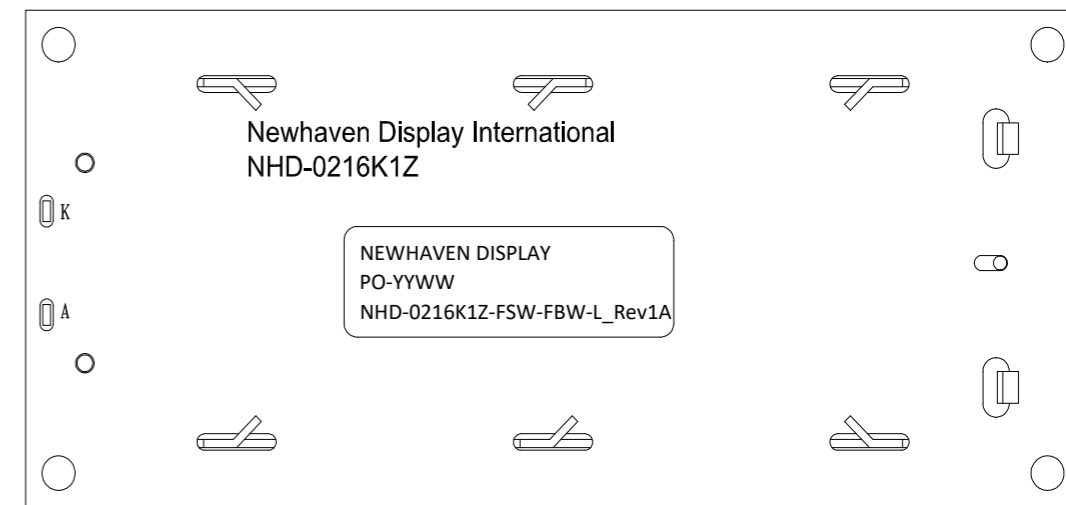 Newhaven Display International
NHD-0216K1Z
K
NEWHAVEN DISPLAY
PO-YYWW
NHD-0216K1Z-FSW-FBW-L_Rev1A
A